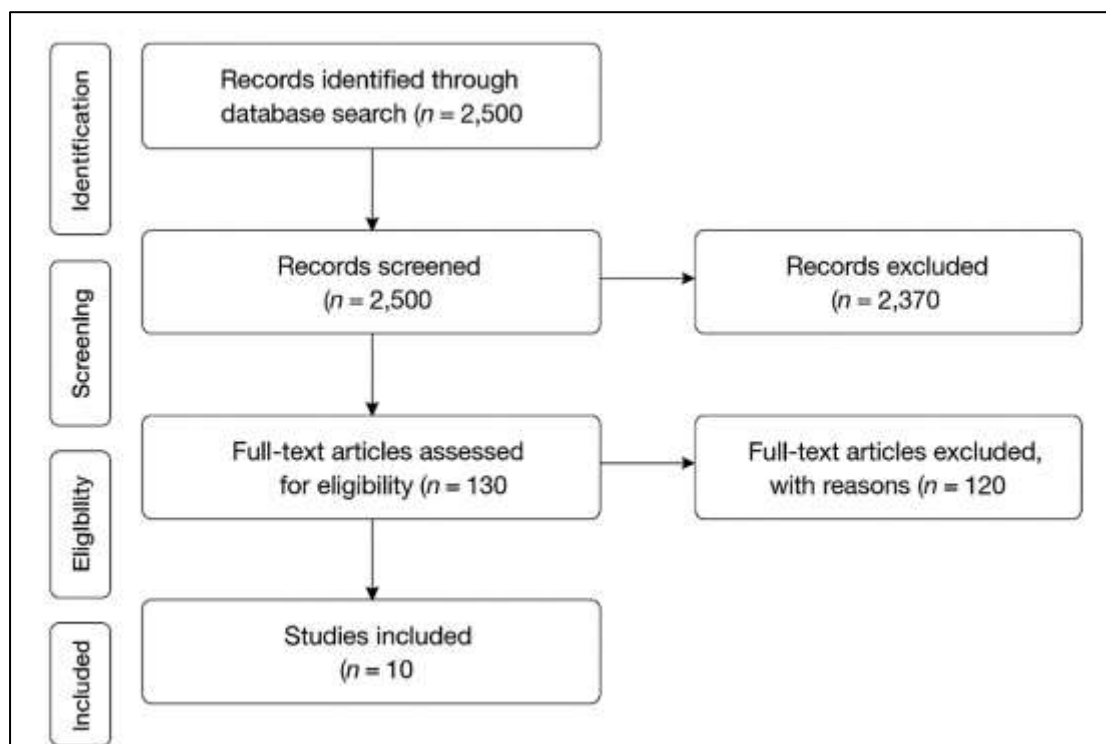 Identification
Records identified through
database search (n = 2,500
Screening
Records screened
(n = 2,500
Records excluded
(n = 2,370
Eligibility
Full-text articles assessed
for eligibility (n = 130
Full-text articles excluded,
with reasons (n = 120
Included
Studies included
(n = 10